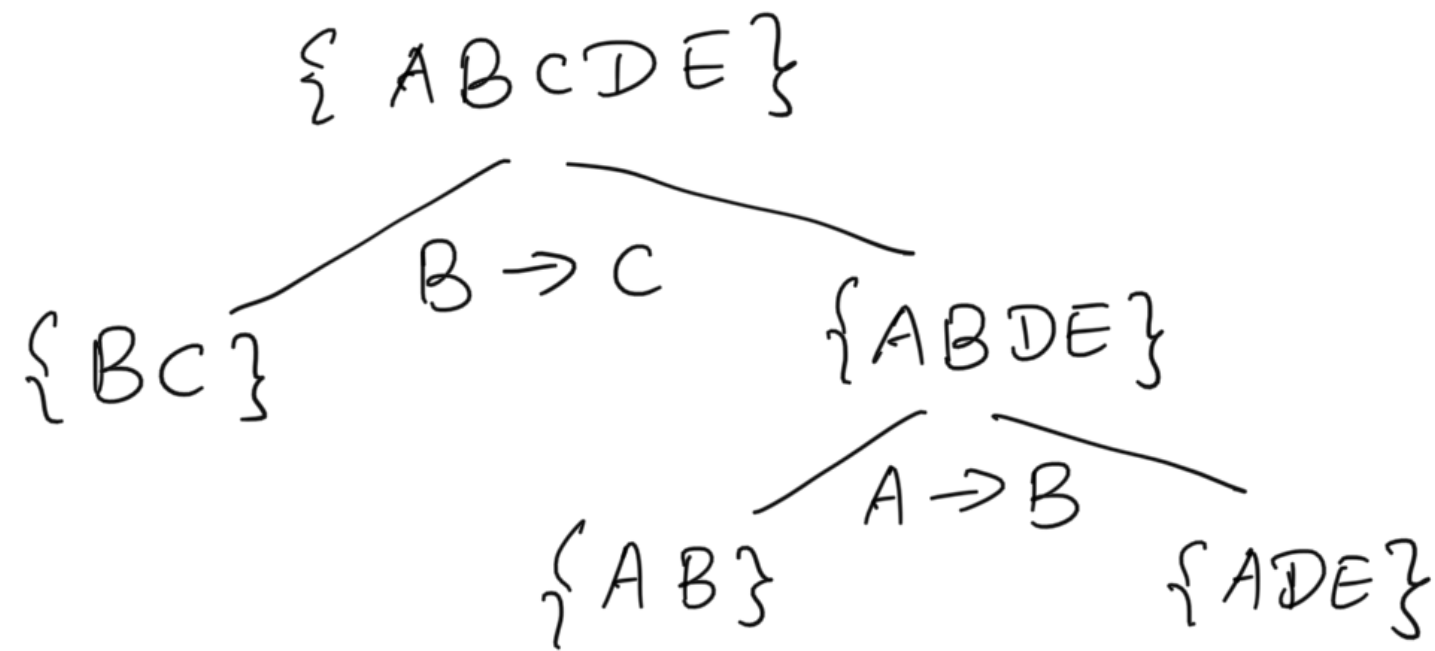 { ABCDE}
B → C
{BC}
{ABDE}
A → B
{AB}
{ADE}